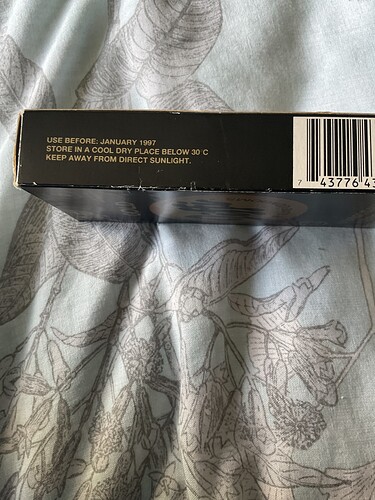 USE BEFORE: JANUARY 1997
STORE IN A COOL DRY PLACE BELOW 30°C
KEEP AWAY FROM DIRECT SUNLIGHT.
7 43776 43